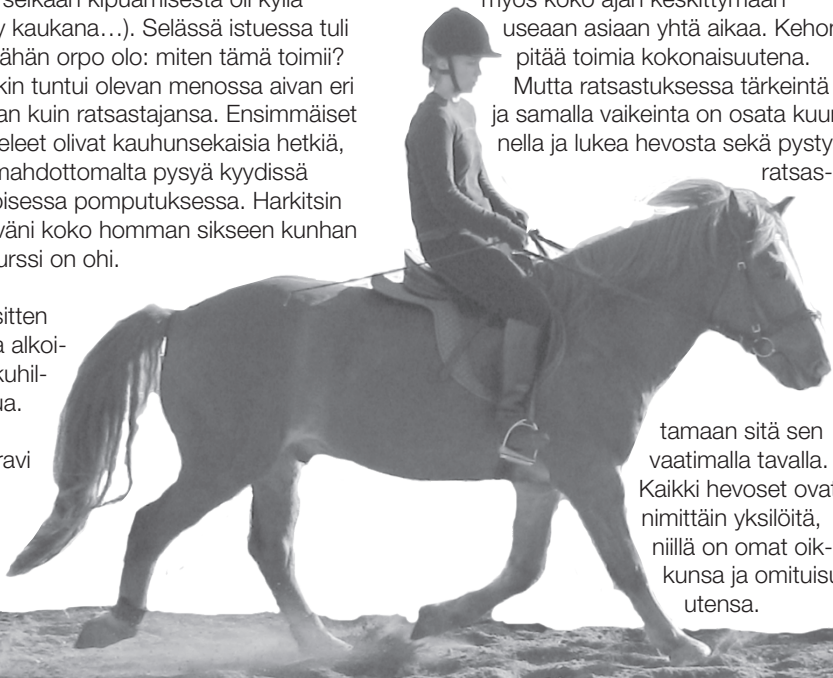 selkään kipuamisesta oli kyllä
y kaukana…). Selässä istuessa tuli
ähän orpo olo: miten tämä toimii?
kin tuntui olevan menossa aivan eri
an kuin ratsastajansa. Ensimmäiset
eleet olivat kauhunsekaisia hetkiä,
mahdottomalta pysyä kyydissä
oisessa pomputuksessa. Harkitsin
väni koko homman sikseen kunhan
urssi on ohi.
sitten
a alkoi-
kuhil-
ua.
ravi
myös koko ajan keskittymään
useaan asiaan yhtä aikaa. Kehon
pitää toimia kokonaisuutena.
Mutta ratsastuksessa tärkeintä
ja samalla vaikeinta on osata kuun
nella ja lukea hevosta sekä pysty
ratsas-
tamaan sitä sen
vaatimalla tavalla.
Kaikki hevoset ovat
nimittäin yksilöitä,
niillä on omat oik-
kunsa ja omituisu
utensa.